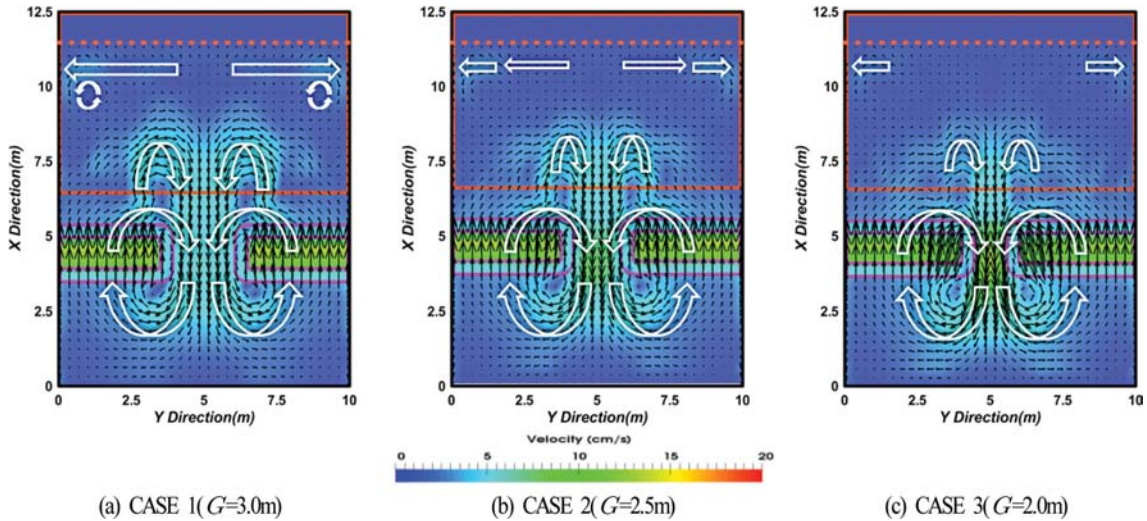 12.5
10
7.5
5
2.5
0
X Direction(m)
0 2.5 5 7.5 10
Y Direction(m)
12.5
10
7.5
5
2.5
0
X Direction(m)
0 2.5 5 7.5 10
Y Direction(m)
12.5
10
7.5
5
2.5
0
X Direction(m)
0 2.5 5 7.5 10
Y Direction(m)
Velocity (cm/s)
0 5 10 15 20
(a) CASE 1(G=3.0m)
(b) CASE 2(G=2.5m)
(c) CASE 3(G=2.0m)